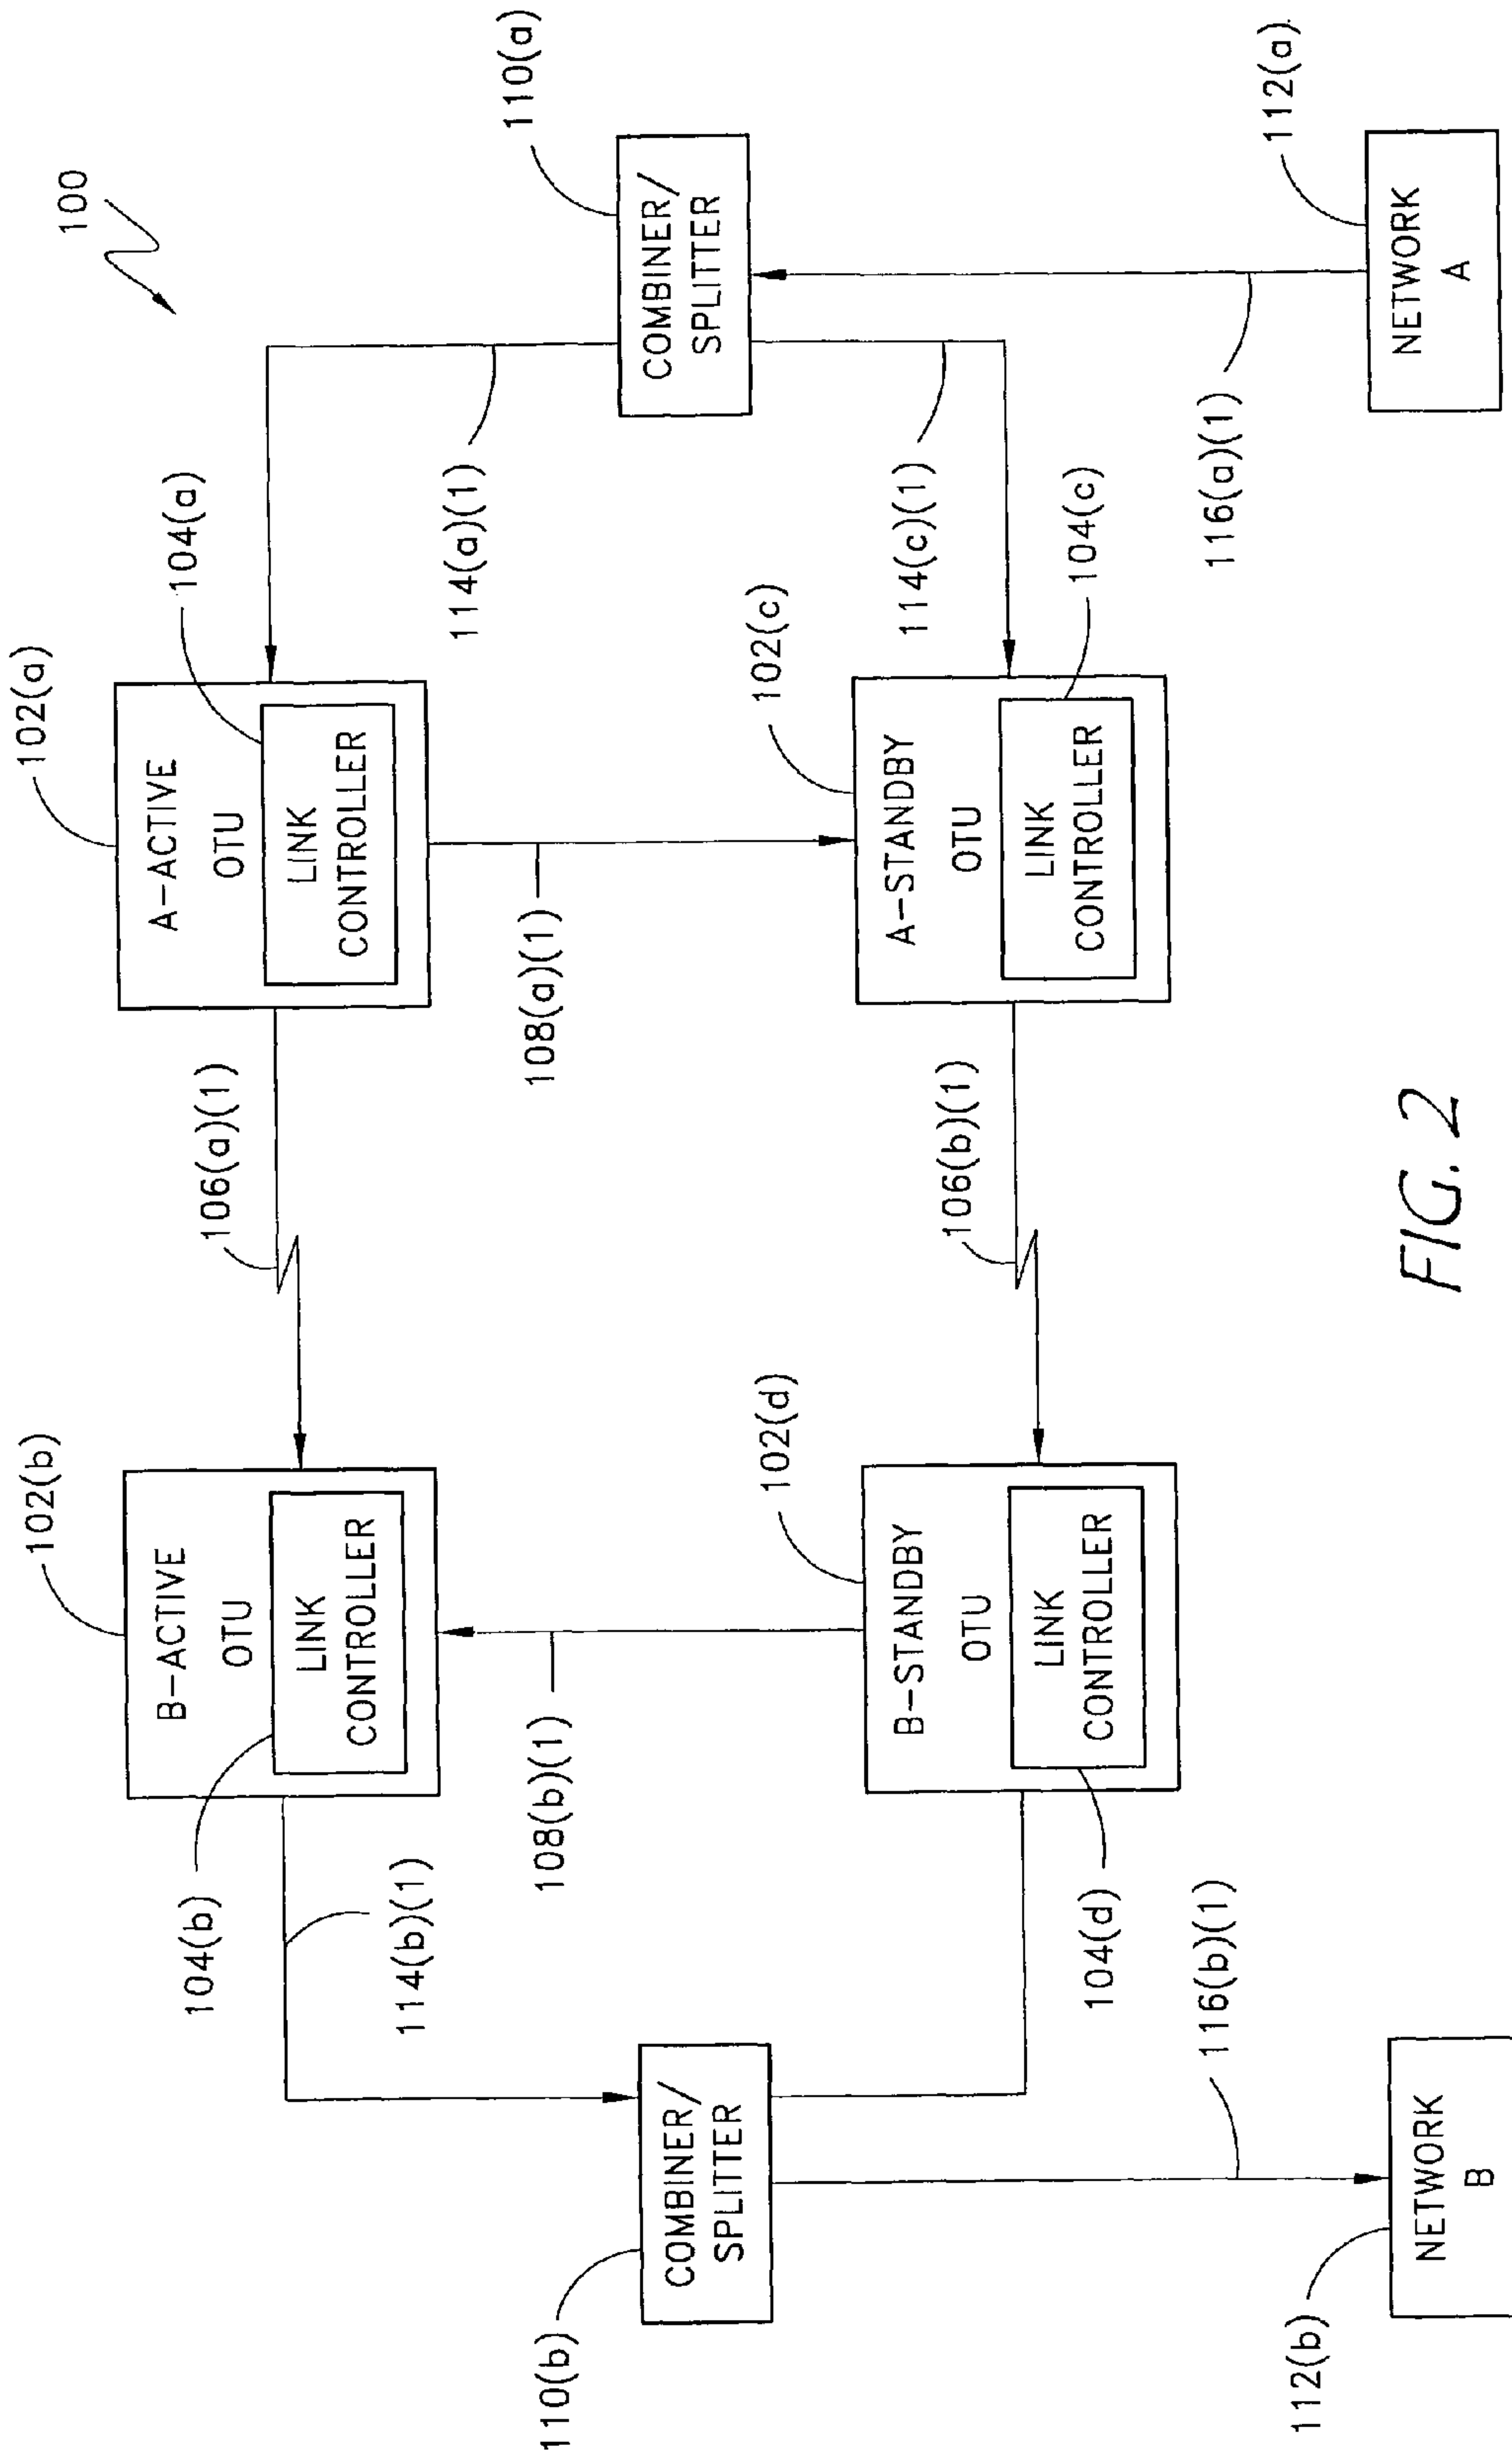 100
102(b)
102(a)
B-ACTIVE
OTU
LINK
CONTROLLER
A-ACTIVE
OTU
LINK
CONTROLLER
104(b)
104(a)
106(a)(1)
114(b)(1)
114(a)(1)
110(b)
110(a)
COMBINER/
SPLITTER
COMBINER/
SPLITTER
108(b)(1)
108(a)(1)
102(d)
102(c)
B-STANDBY
OTU
LINK
CONTROLLER
A-STANDBY
OTU
LINK
CONTROLLER
106(b)(1)
114(c)(1)
104(d)
104(c)
116(b)(1)
116(a)(1)
112(b)
112(a)
NETWORK
B
NETWORK
A
FIG. 2